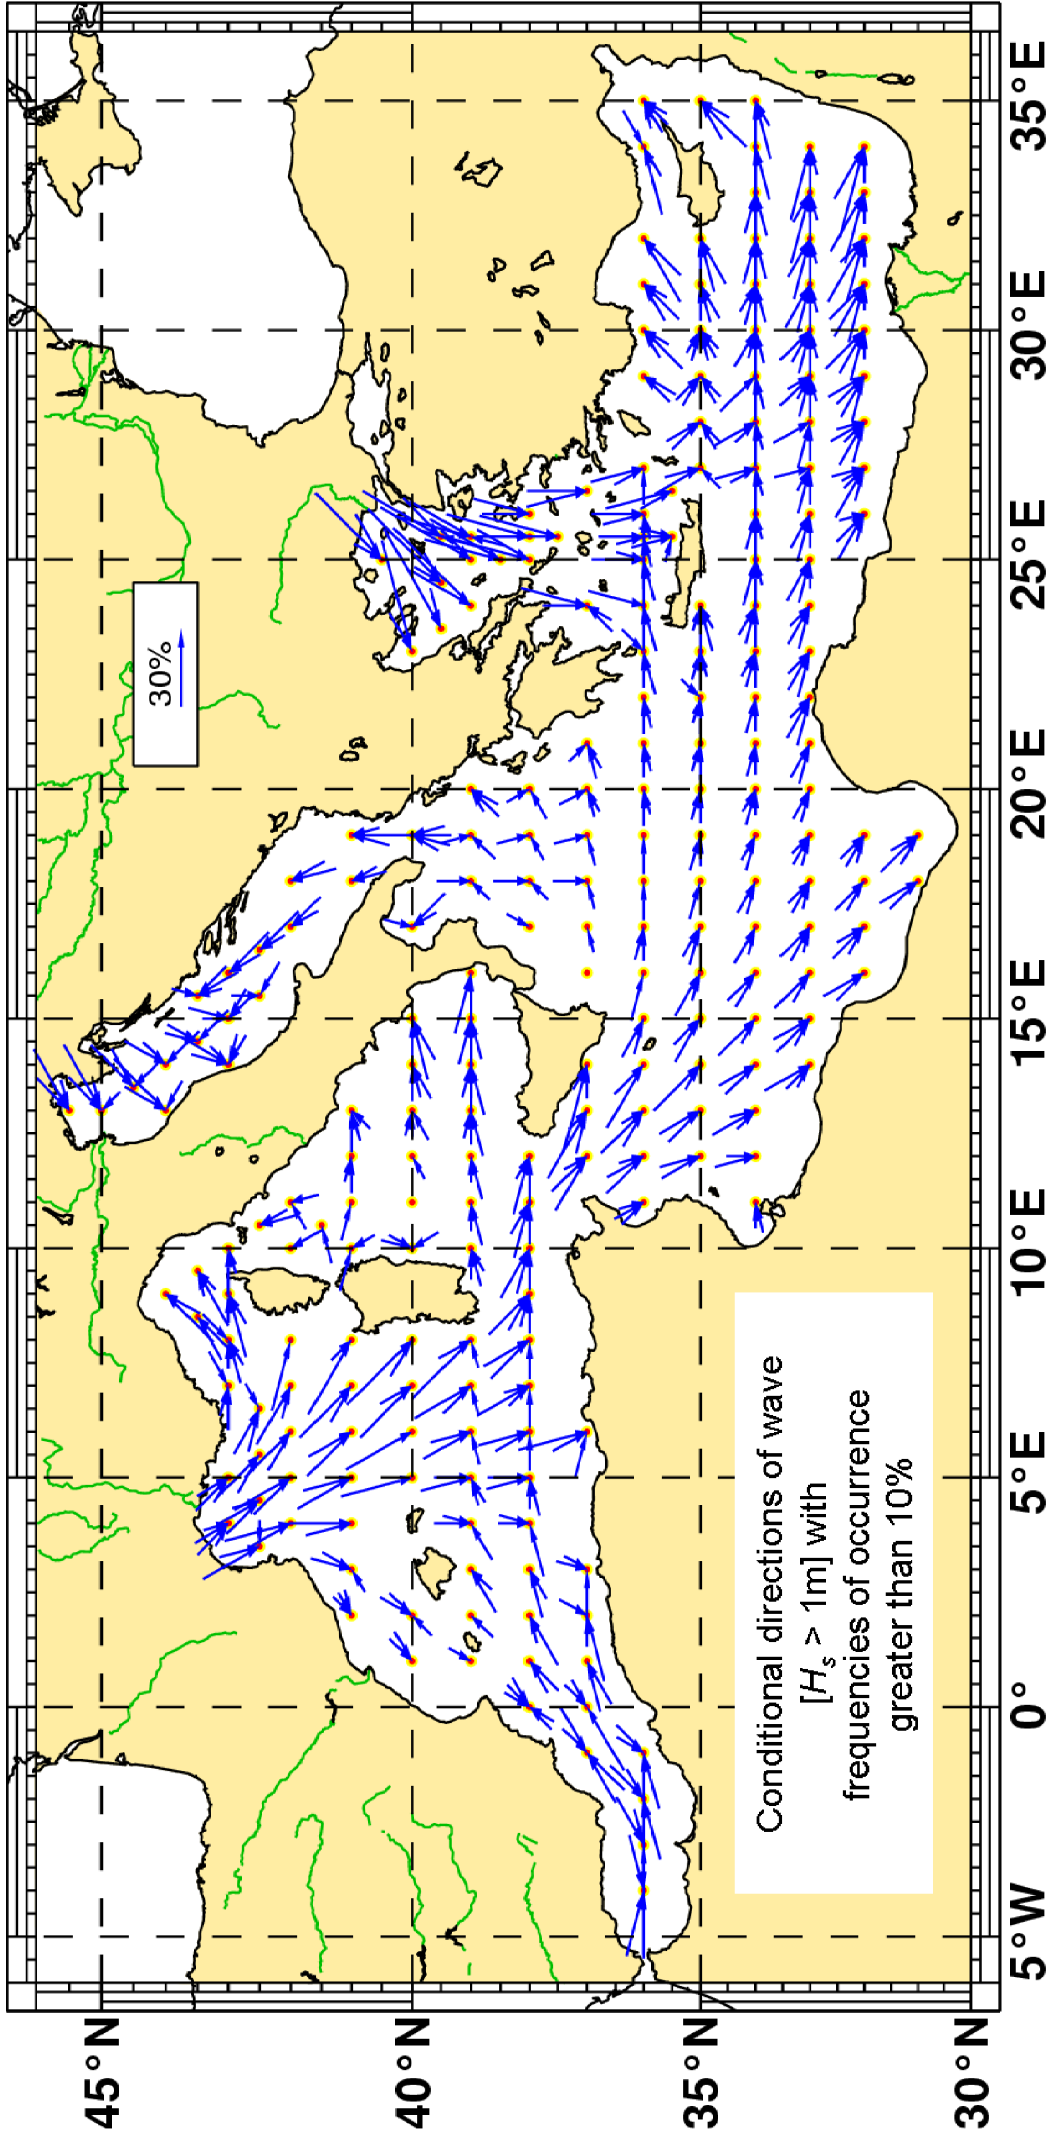 30%
Conditional directions of wave
[Hs > 1m] with
frequencies of occurrence
greater than 10%
45°N
40°N
35°N
30°N
5°W
0°
5°E
10°E
15°E
20°E
25°E
30°E
35°E